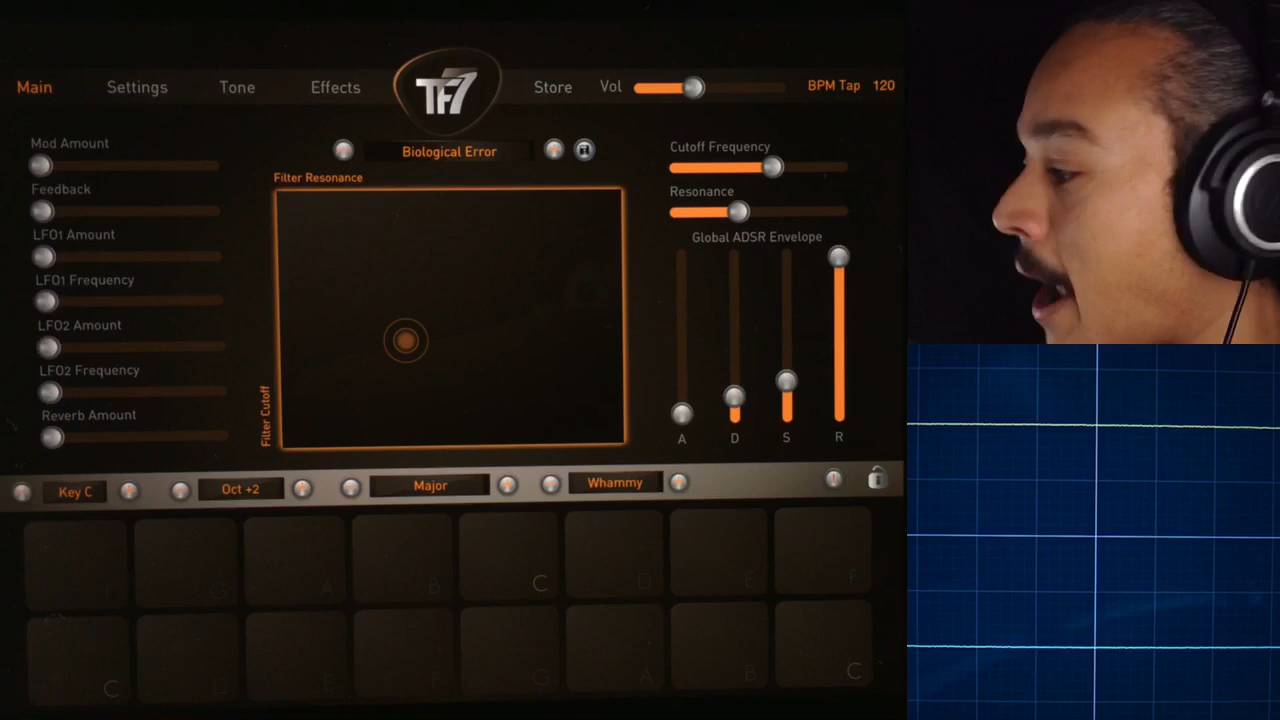 Main Settings Tone Effects TF7 Store Vol BPM Tap 120
Mod Amount
Feedback
LFO1 Amount
LFO1 Frequency
LFO2 Amount
LFO2 Frequency
Reverb Amount
Biological Error
Filter Resonance
Filter Cutoff
Cutoff Frequency
Resonance
Global ADSR Envelope
A D S R
Key C Oct +2 Major Whammy
F G A B C D E F
C D E F G A B C